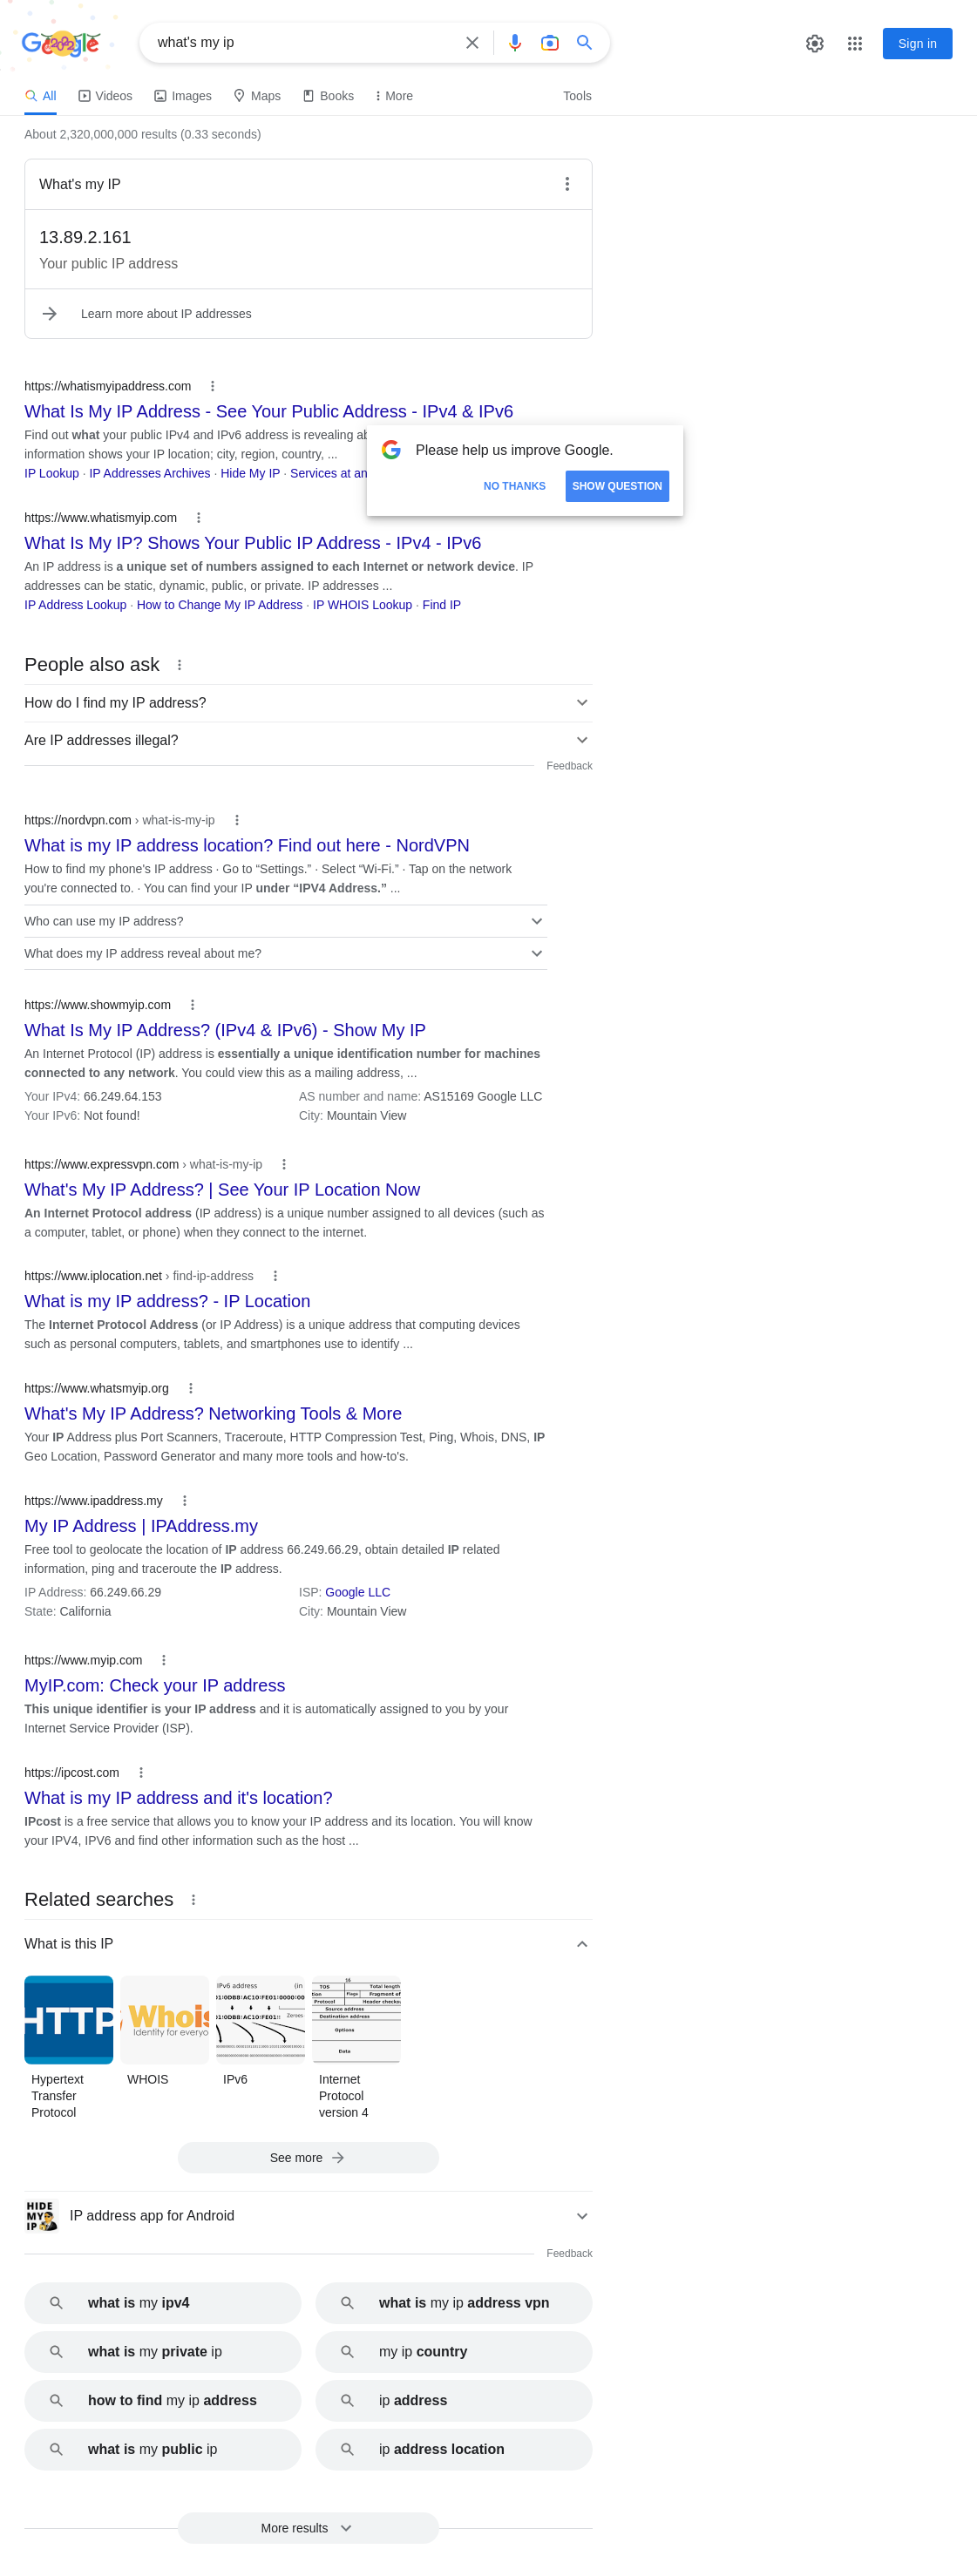 Google
what's my ip
Sign in
All
Videos
Images
Maps
Books
More
Tools
About 2,320,000,000 results (0.33 seconds)
What's my IP
13.89.2.161
Your public IP address
Learn more about IP addresses
https://whatismyipaddress.com
What Is My IP Address - See Your Public Address - IPv4 & IPv6
Find out what your public IPv4 and IPv6 address is revealing
information shows your IP location; city, region, country, ...
IP Lookup · IP Addresses Archives · Hide My IP · Services at
Please help us improve Google.
NO THANKS
SHOW QUESTION
https://www.whatismyip.com
What Is My IP? Shows Your Public IP Address - IPv4 - IPv6
An IP address is a unique set of numbers assigned to each Internet or network device. IP
addresses can be static, dynamic, public, or private. IP addresses ...
IP Address Lookup · How to Change My IP Address · IP WHOIS Lookup · Find IP
People also ask
How do I find my IP address?
Are IP addresses illegal?
Feedback
https://nordvpn.com › what-is-my-ip
What is my IP address location? Find out here - NordVPN
How to find my phone's IP address · Go to “Settings.” · Select “Wi-Fi.” · Tap on the network
you're connected to. · You can find your IP under “IPV4 Address.” ...
Who can use my IP address?
What does my IP address reveal about me?
https://www.showmyip.com
What Is My IP Address? (IPv4 & IPv6) - Show My IP
An Internet Protocol (IP) address is essentially a unique identification number for machines
connected to any network. You could view this as a mailing address, ...
Your IPv4: 66.249.64.153
AS number and name: AS15169 Google LLC
Your IPv6: Not found!
City: Mountain View
https://www.expressvpn.com › what-is-my-ip
What's My IP Address? | See Your IP Location Now
An Internet Protocol address (IP address) is a unique number assigned to all devices (such as
a computer, tablet, or phone) when they connect to the internet.
https://www.iplocation.net › find-ip-address
What is my IP address? - IP Location
The Internet Protocol Address (or IP Address) is a unique address that computing devices
such as personal computers, tablets, and smartphones use to identify ...
https://www.whatsmyip.org
What's My IP Address? Networking Tools & More
Your IP Address plus Port Scanners, Traceroute, HTTP Compression Test, Ping, Whois, DNS, IP
Geo Location, Password Generator and many more tools and how-to's.
https://www.ipaddress.my
My IP Address | IPAddress.my
Free tool to geolocate the location of IP address 66.249.66.29, obtain detailed IP related
information, ping and traceroute the IP address.
IP Address: 66.249.66.29
ISP: Google LLC
State: California
City: Mountain View
https://www.myip.com
MyIP.com: Check your IP address
This unique identifier is your IP address and it is automatically assigned to you by your
Internet Service Provider (ISP).
https://ipcost.com
What is my IP address and it's location?
IPcost is a free service that allows you to know your IP address and its location. You will know
your IPV4, IPV6 and find other information such as the host ...
Related searches
What is this IP
HTTP
Whois
Identity for everyo
IPv6 address
(in
Zeroes
16
TOS
Total length
Flags
Fragment of
Protocol
Header checks
Source address
Destination address
Options
Data
Hypertext
Transfer
Protocol
WHOIS
IPv6
Internet
Protocol
version 4
See more
HIDE
MY
IP
IP address app for Android
Feedback
what is my ipv4
what is my ip address vpn
what is my private ip
my ip country
how to find my ip address
ip address
what is my public ip
ip address location
More results